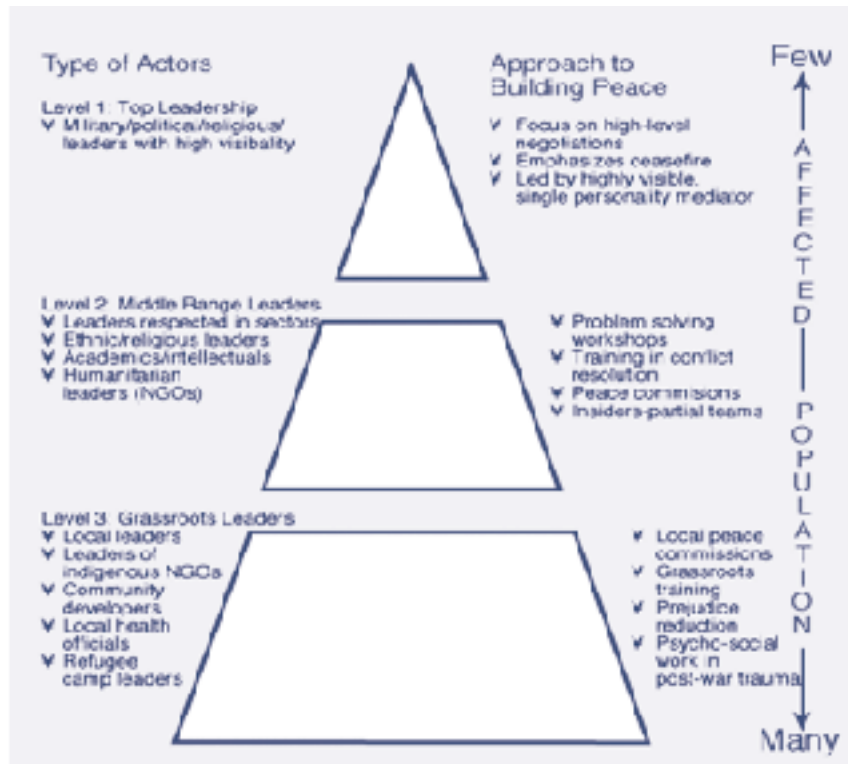 Type of Actors
Level 1: Top Leadership
Military/political/religious/
leaders with high visibality
Approach to
Building Peace
Focus on high-level
negotiations
Emphasizes ceasefire
Led by highly visible,
single personality mediator
Level 2: Middle Range Leaders
Leaders respected in sectors
Ethnic/religious leaders
Academics/intellectuals
Humanitarian
leaders (NGOs)
Problem solving
workshops
Training in conflict
resolution
Peace commisions
Insiders-partial teams
Level 3: Grassroots Leaders
Local leaders
Leaders of
indigenous NGOs
Community
developers
Local health
officials
Refugee
camp leaders
Local peace
commissions
Grassroots
training
Prejudice
reduction
Psycho-social
work in
post-war trauma
Few
AFFECTED
POPULATION
Many